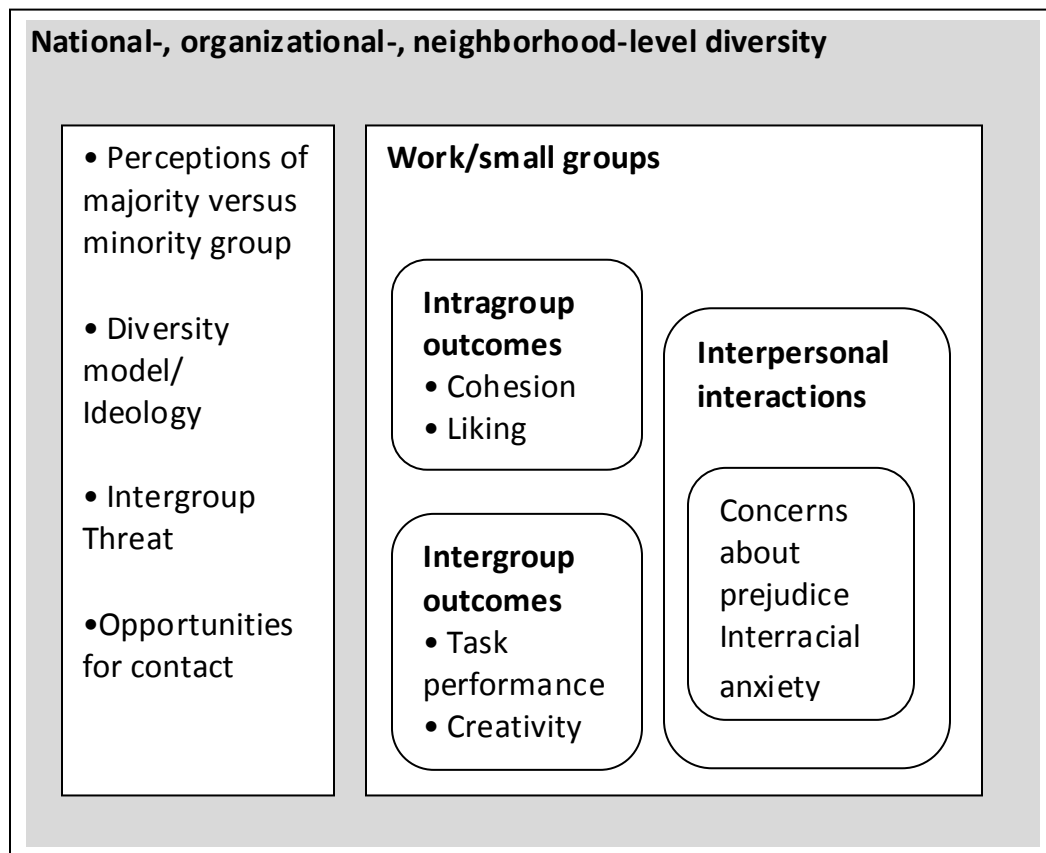 National-, organizational-, neighborhood-level diversity
• Perceptions of
majority versus
minority group
• Diversity
model/
Ideology
• Intergroup
Threat
•Opportunities
for contact
Work/small groups
Intragroup
outcomes
• Cohesion
• Liking
Intergroup
outcomes
• Task
performance
• Creativity
Interpersonal
interactions
Concerns
about
prejudice
Interracial
anxiety